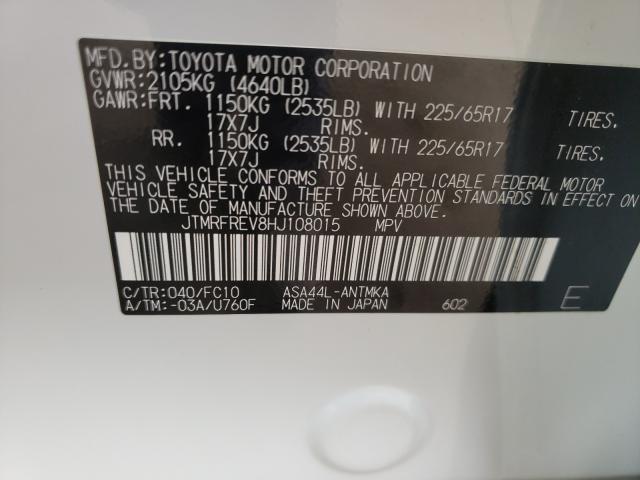 MFD.BY:TOYOTA MOTOR CORPORATION
GVWR:2105KG (4640LB)
GAWR:FRT. 1150KG (2535LB) WITH 225/65R17 TIRES.
17X7J RIMS.
RR. 1150KG (2535LB) WITH 225/65R17 TIRES.
17X7J RIMS.
THIS VEHICLE CONFORMS TO ALL APPLICABLE FEDERAL MOTOR
VEHICLE SAFETY AND THEFT PREVENTION STANDARDS IN EFFECT ON
THE DATE OF MANUFACTURE SHOWN ABOVE.
JTMRFREV8HJ108015 MPV
C/TR:040/FC10 ASA44L-ANTMKA
A/TM:-03A/U760F MADE IN JAPAN 602 E